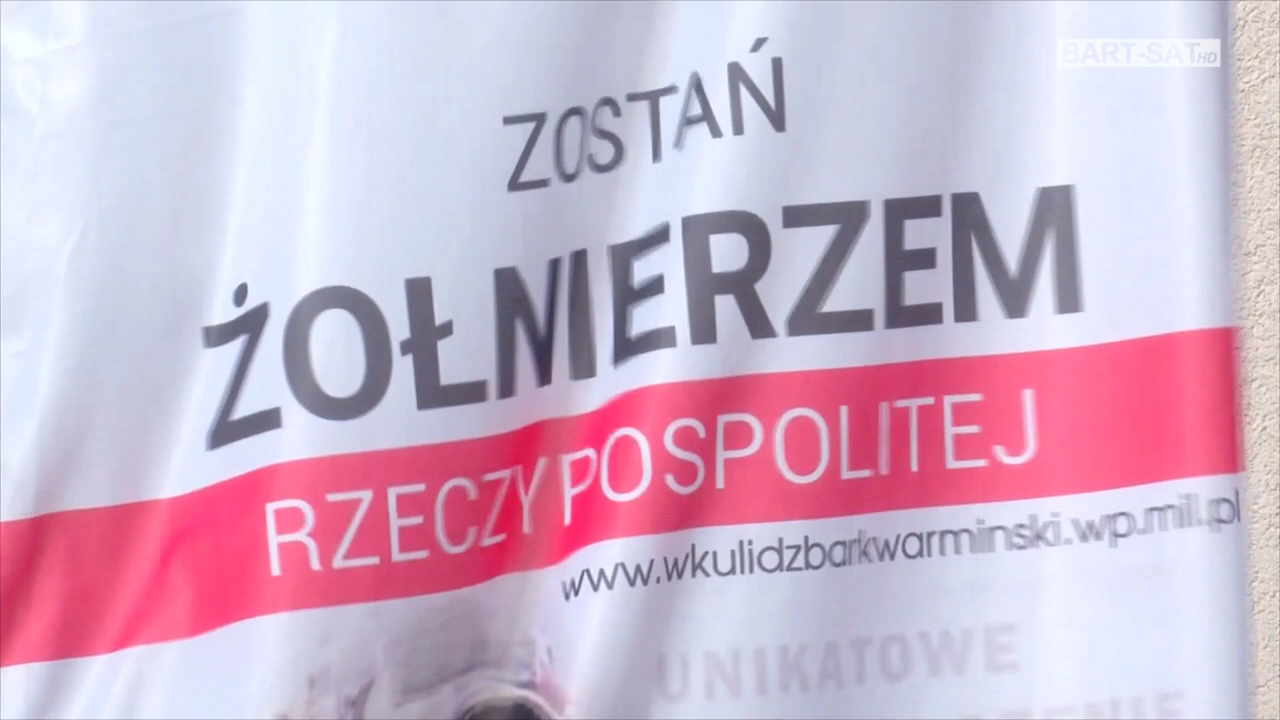 BART-SAT HD
ZOSTAŃ
ŻOŁNIERZEM
RZECZYPOSPOLITEJ
www.wkulidzbarkwarminski.wp.mil.pl
UNIKATOWE